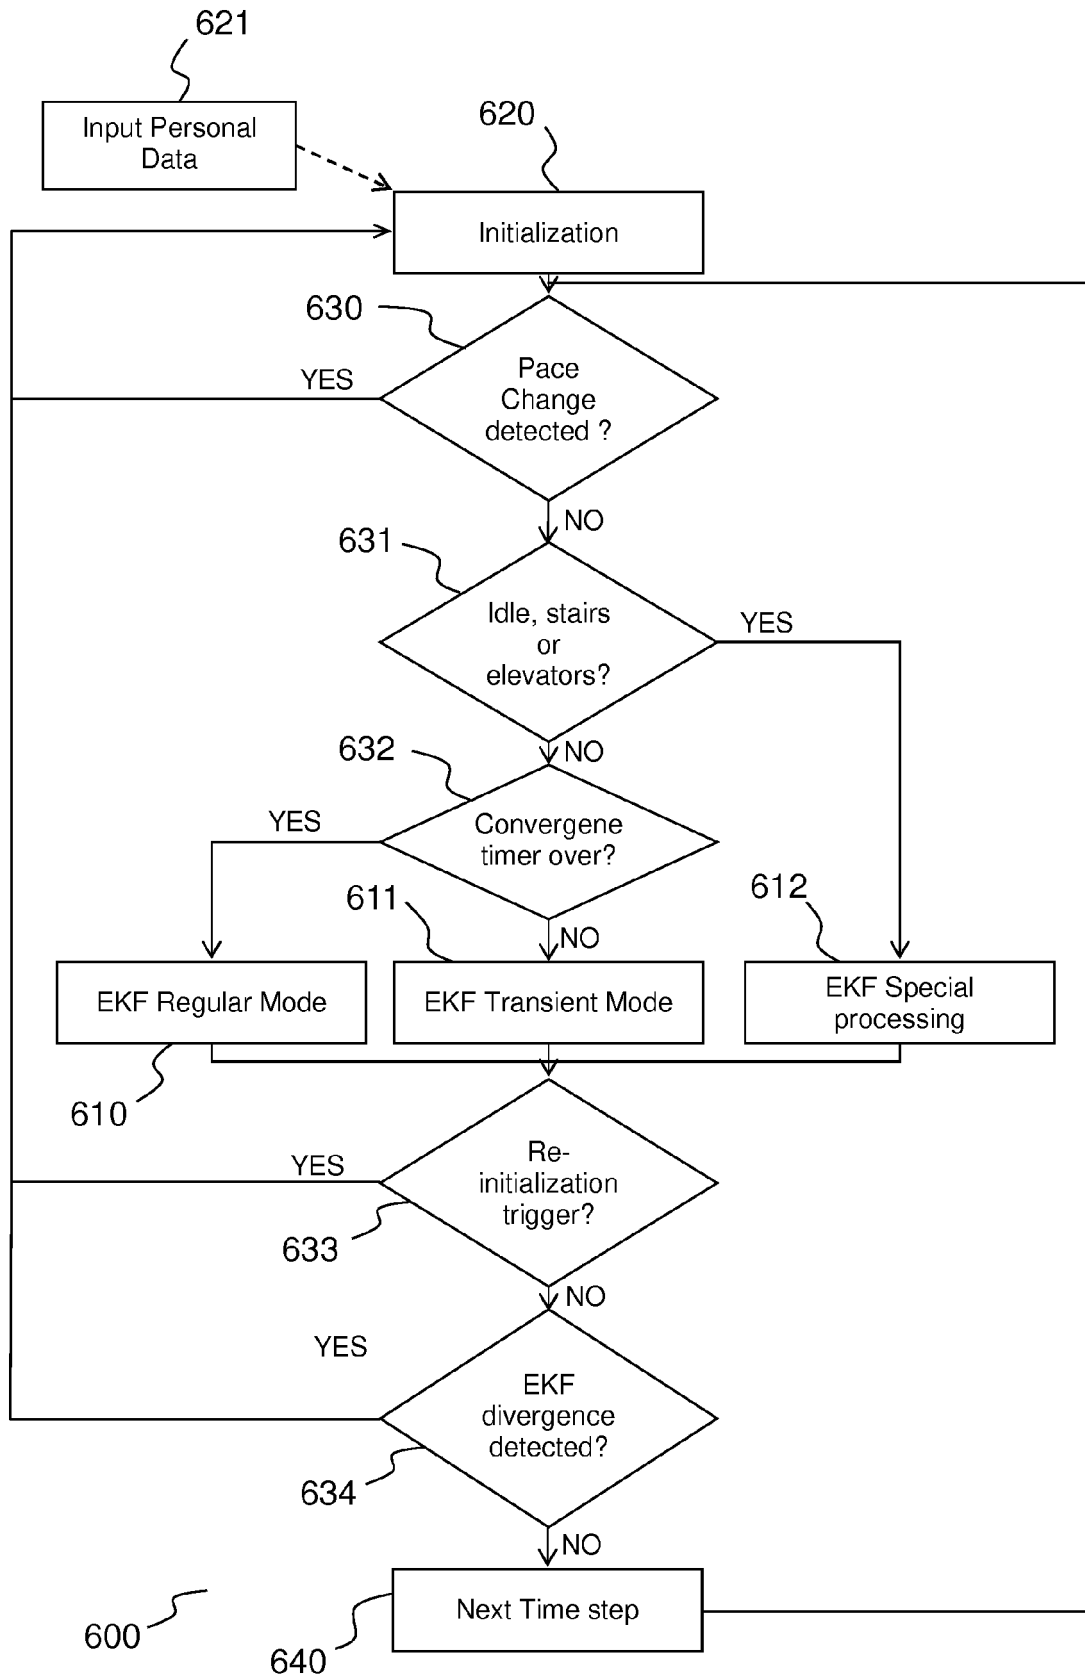 621
Input Personal
Data
620
Initialization
630
YES
Pace
Change
detected ?
NO
631
Idle, stairs
or
elevators?
YES
NO
632
YES
Convergene
timer over?
611
612
NO
EKF Regular Mode
EKF Transient Mode
EKF Special
processing
610
YES
Re-
initialization
trigger?
633
NO
YES
EKF
divergence
detected?
634
NO
Next Time step
600
640